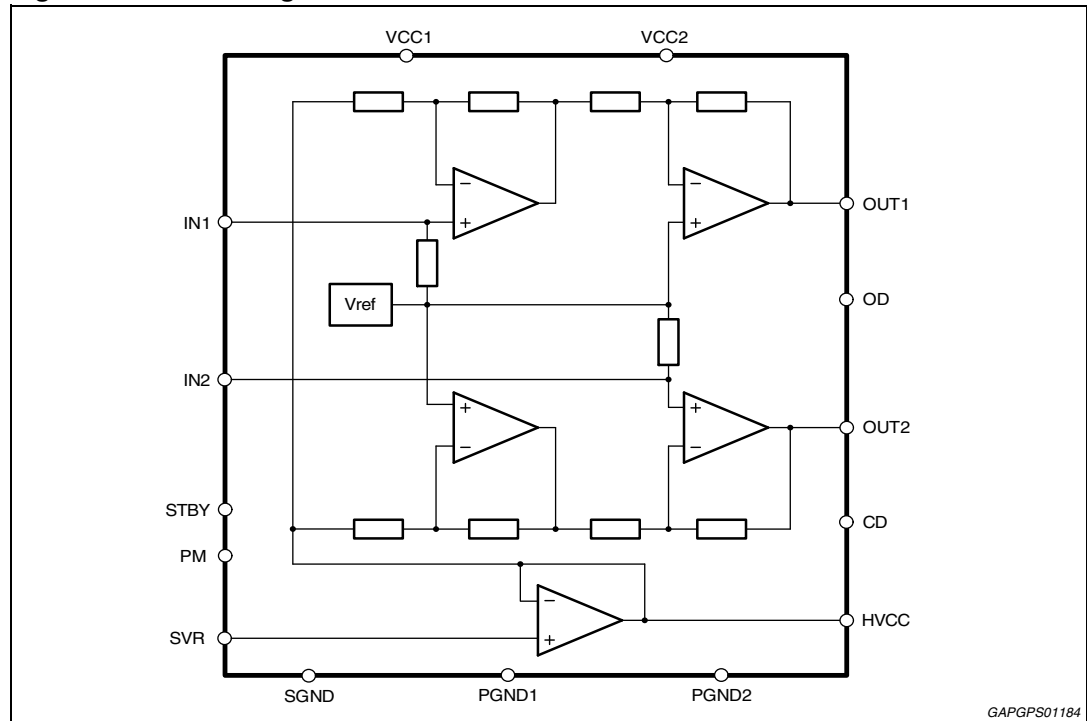 VCC1
VCC2
−
−
IN1
+
+
OUT1
Vref
OD
IN2
+
+
OUT2
−
−
STBY
CD
PM
−
HVCC
SVR
+
SGND
PGND1
PGND2
GAPGPS01184